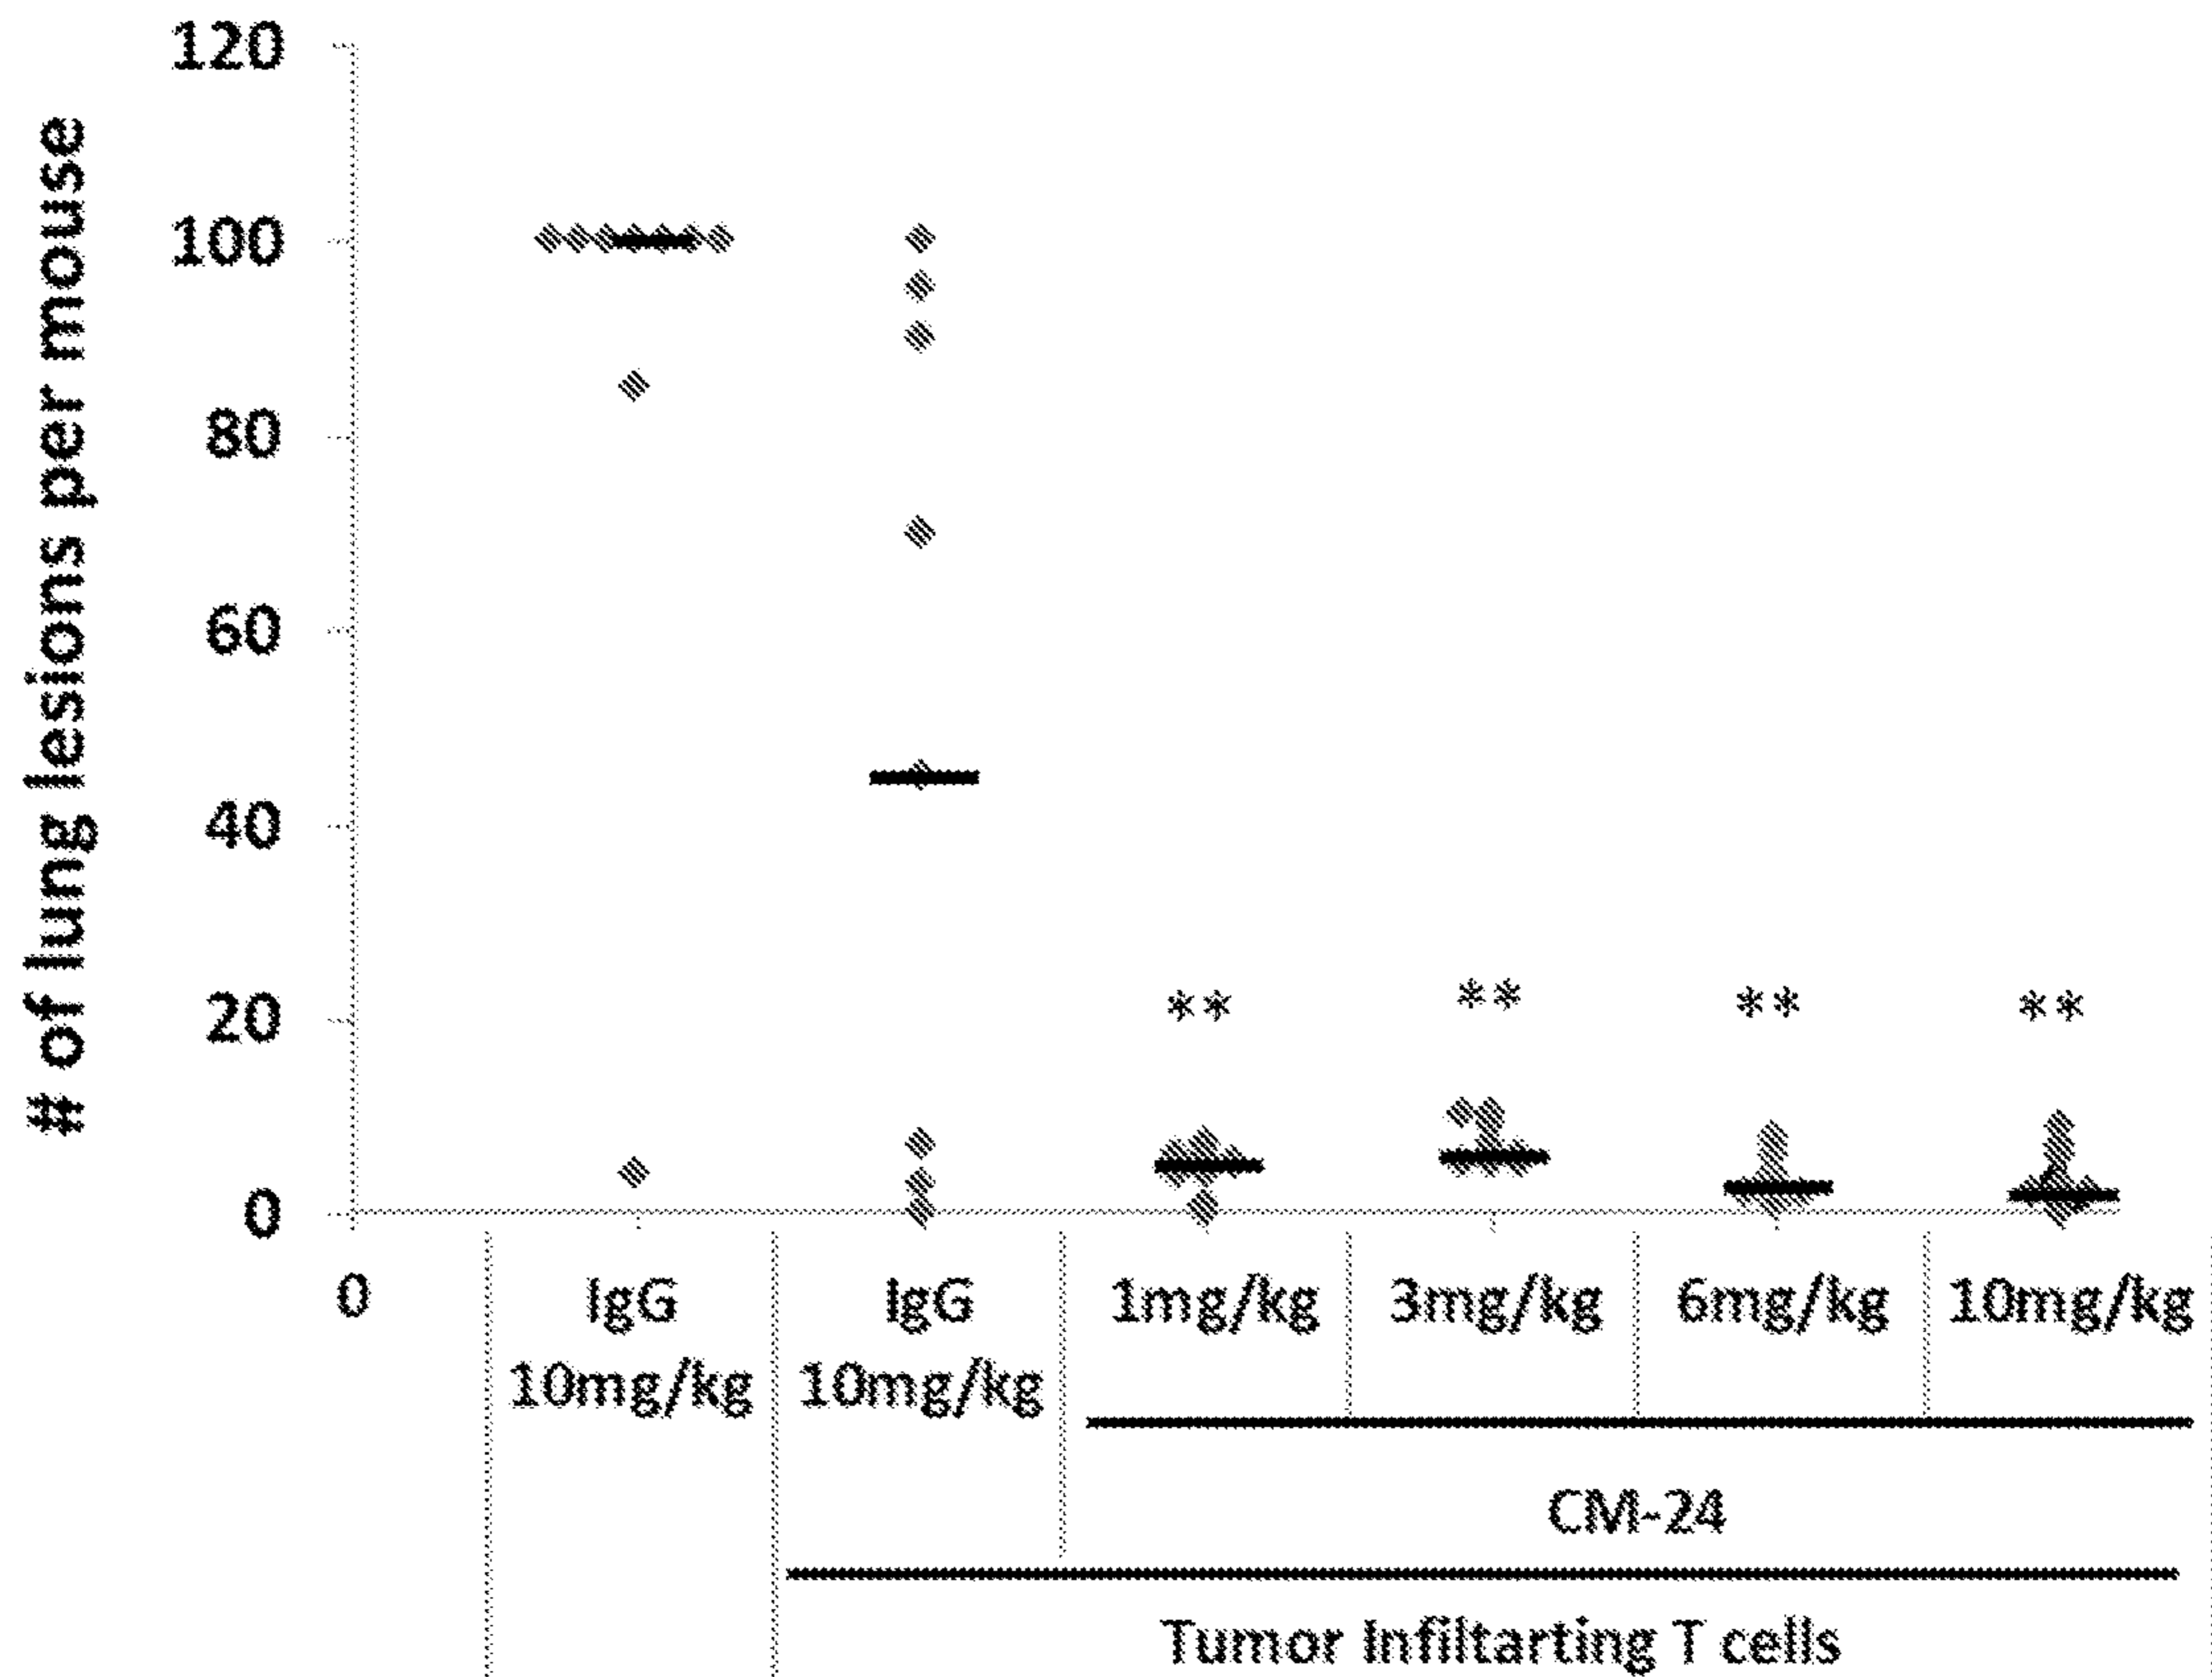 # of lung lesions per mouse
120
100
80
60
40
20
0
** ** ** **
0 IgG IgG 1mg/kg 3mg/kg 6mg/kg 10mg/kg
10mg/kg 10mg/kg
CM-24
Tumor Infiltarting T cells